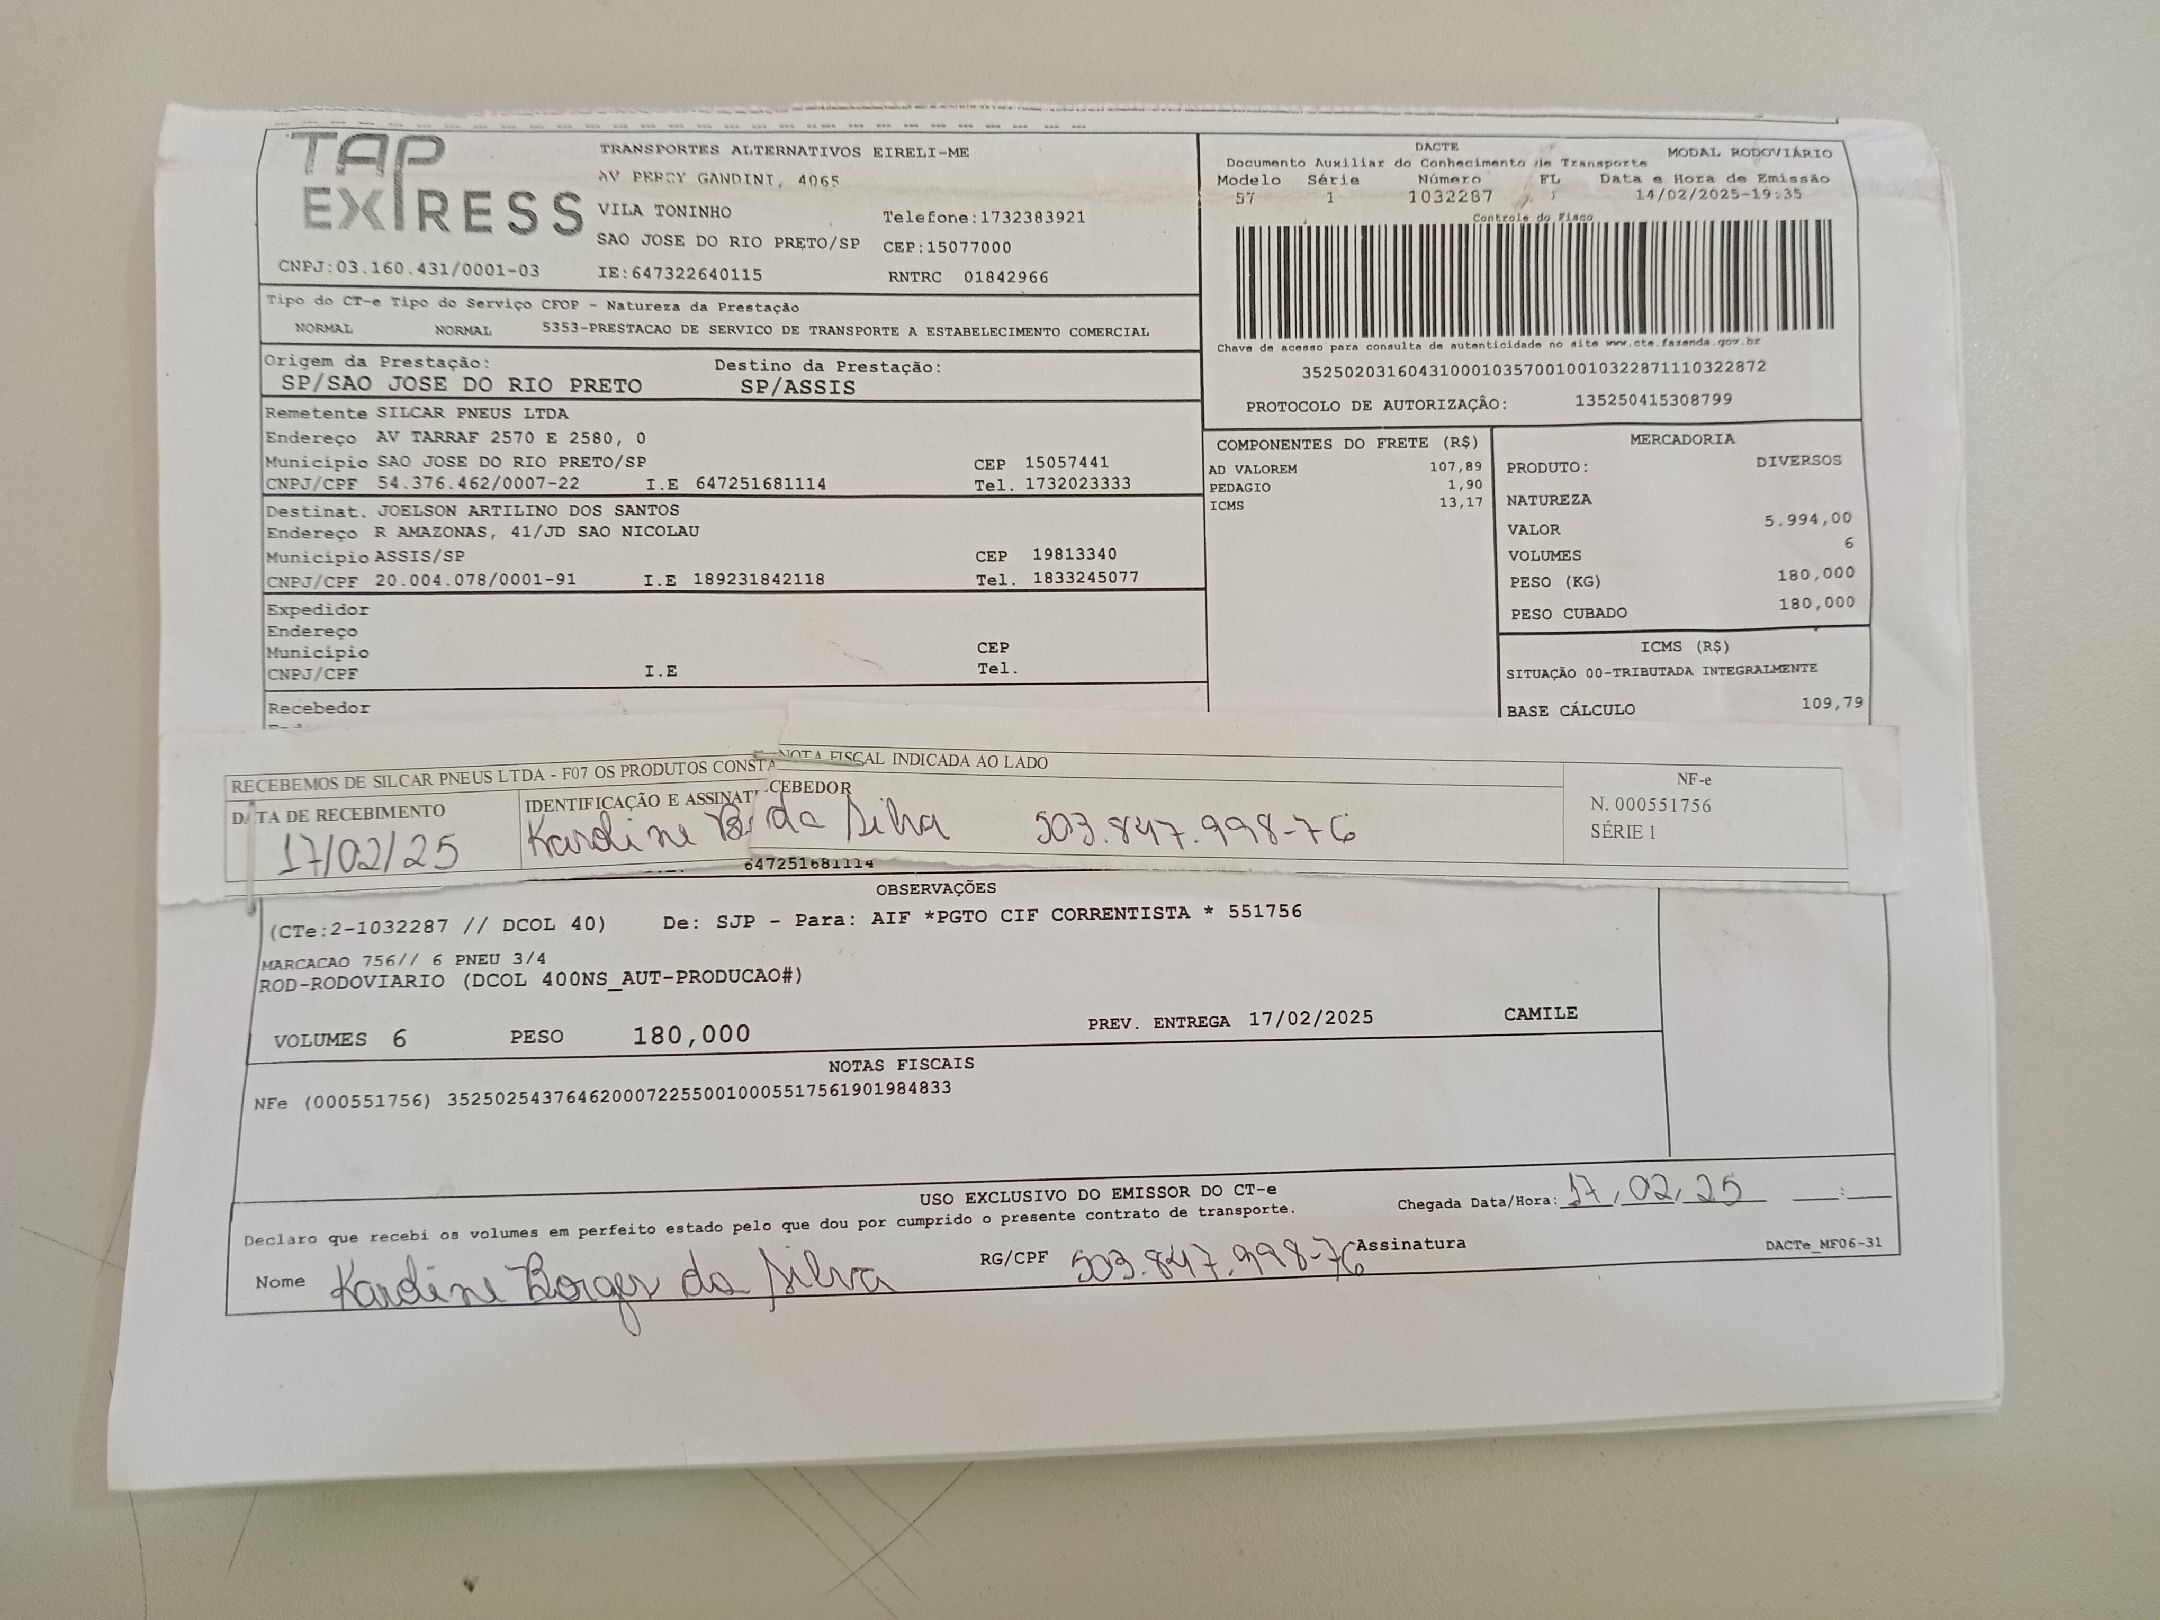 TAP
EXPRESS
TRANSPORTES ALTERNATIVOS EIRELI-ME
AV PERCY GANDINI, 4065
VILA TONINHO Telefone:1732383921
SAO JOSE DO RIO PRETO/SP CEP:15077000
CNPJ:03.160.431/0001-03 IE:647322640115 RNTRC 01842966
DACTE MODAL RODOVIÁRIO
Documento Auxiliar do Conhecimento de Transporte
Modelo Série Número FL Data e Hora de Emissão
57 1 1032287 1 14/02/2025-19:35
Controle do Fisco
Chave de acesso para consulta de autenticidade no site www.cte.fazenda.gov.br
35250203160431000103570010010322871110322872
PROTOCOLO DE AUTORIZAÇÂO: 135250415308799
Tipo do CT-e Tipo do Serviço CFOP - Natureza da Prestação
NORMAL NORMAL 5353-PRESTACAO DE SERVICO DE TRANSPORTE A ESTABELECIMENTO COMERCIAL
Origem da Prestação: Destino da Prestação:
SP/SAO JOSE DO RIO PRETO SP/ASSIS
Remetente SILCAR PNEUS LTDA
Endereço AV TARRAF 2570 E 2580, 0
Município SAO JOSE DO RIO PRETO/SP CEP 15057441
CNPJ/CPF 54.376.462/0007-22 I.E 647251681114 Tel. 1732023333
Destinat. JOELSON ARTILINO DOS SANTOS
Endereço R AMAZONAS, 41/JD SAO NICOLAU
Município ASSIS/SP CEP 19813340
CNPJ/CPF 20.004.078/0001-91 I.E 189231842118 Tel. 1833245077
Expedidor
Endereço
Município CEP
CNPJ/CPF I.E Tel.
Recebedor
COMPONENTES DO FRETE (R$)
AD VALOREM 107,89
PEDAGIO 1,90
ICMS 13,17
MERCADORIA
PRODUTO: DIVERSOS
NATUREZA
VALOR 5.994,00
VOLUMES 6
PESO (KG) 180,000
PESO CUBADO 180,000
ICMS (R$)
SITUAÇÃO 00-TRIBUTADA INTEGRALMENTE
BASE CÁLCULO 109,79
RECEBEMOS DE SILCAR PNEUS LTDA - F07 OS PRODUTOS CONSTA NOTA FISCAL INDICADA AO LADO
DATA DE RECEBIMENTO IDENTIFICAÇÃO E ASSINAT CEBEDOR
17/02/25 Karoline B da Silva 503.847.998-76
NF-e
N. 000551756
SÉRIE 1
647251681114
OBSERVAÇÕES
(CTe:2-1032287 // DCOL 40) De: SJP - Para: AIF *PGTO CIF CORRENTISTA * 551756
MARCACAO 756// 6 PNEU 3/4
ROD-RODOVIARIO (DCOL 400NS_AUT-PRODUCAO#)
VOLUMES 6 PESO 180,000 PREV. ENTREGA 17/02/2025 CAMILE
NOTAS FISCAIS
NFe (000551756) 35250254376462000722550010005517561901984833
USO EXCLUSIVO DO EMISSOR DO CT-e
Declaro que recebi os volumes em perfeito estado pelo que dou por cumprido o presente contrato de transporte.
Chegada Data/Hora: 17/02/25 __:__
Nome Karoline Borges da Silva RG/CPF 503.847.998-76 Assinatura
DACTe_MF06-31